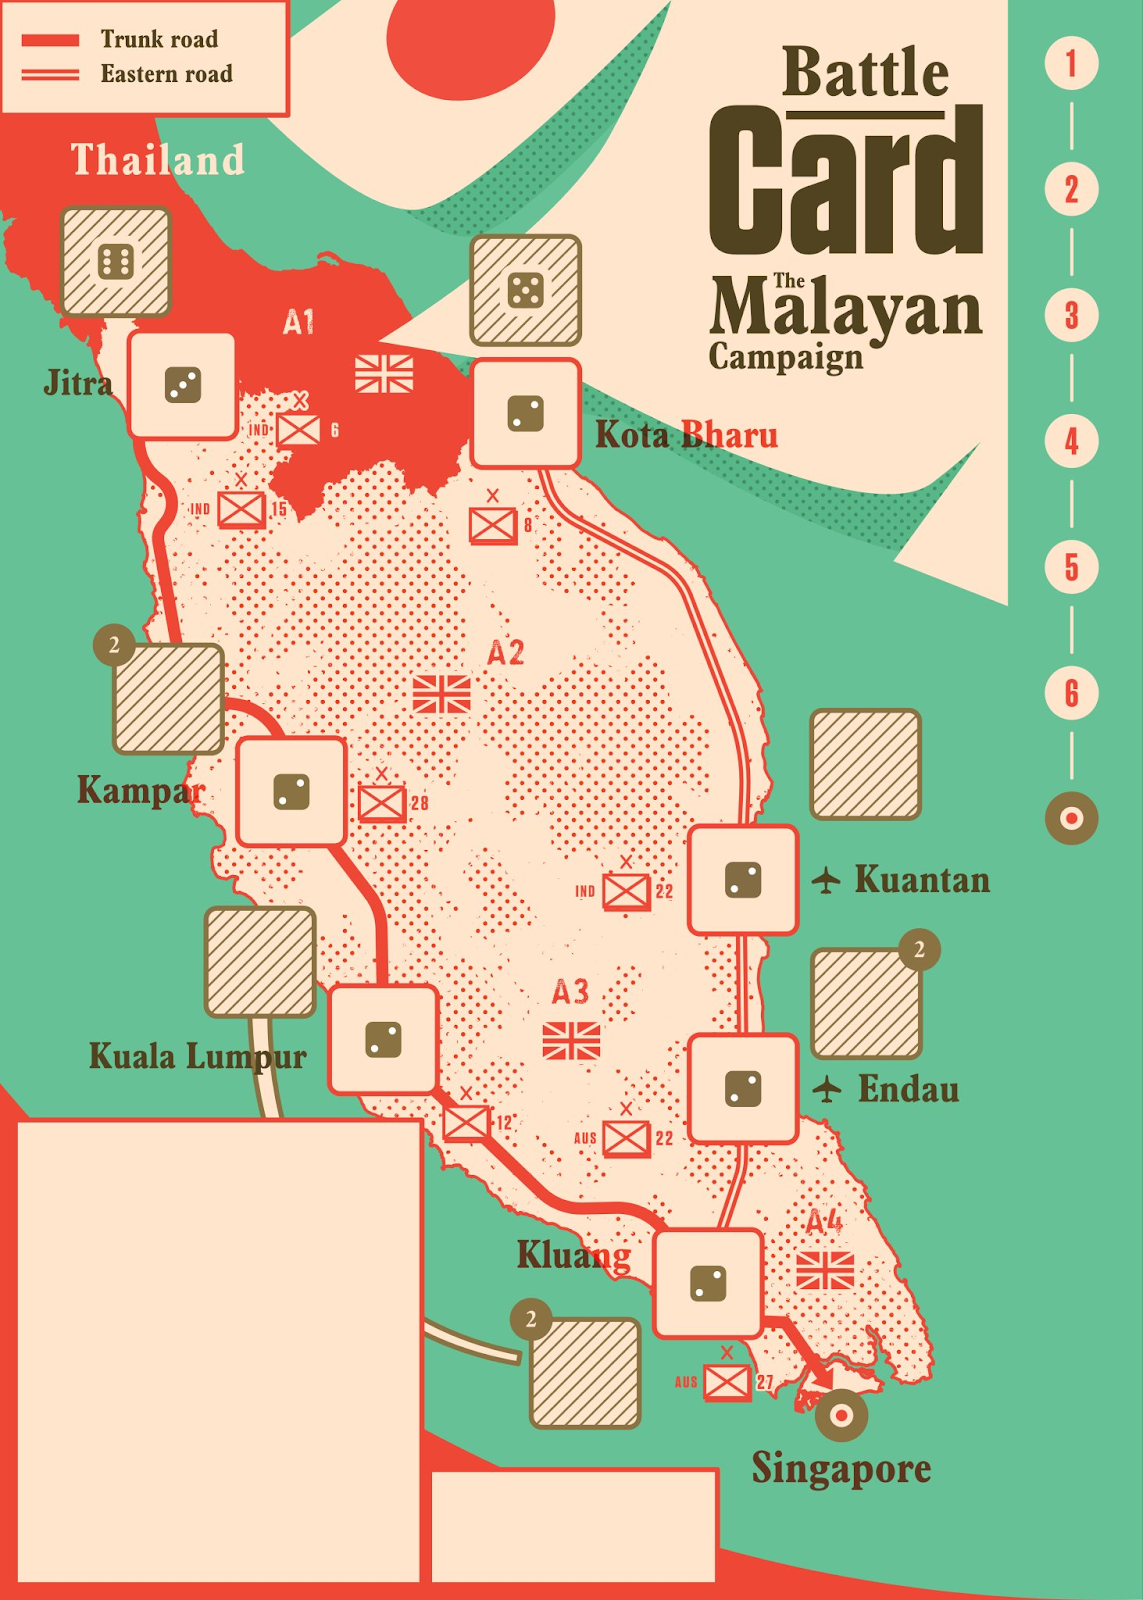 Trunk road
Eastern road
Battle
Card
The
Malayan
Campaign
1
2
3
4
5
6
Thailand
A1
Jitra
IND 6
IND 15
Kota Bharu
8
A2
2
Kampar
28
IND 22
Kuantan
A3
2
Kuala Lumpur
Endau
12
AUS 22
A4
Kluang
2
AUS 27
Singapore